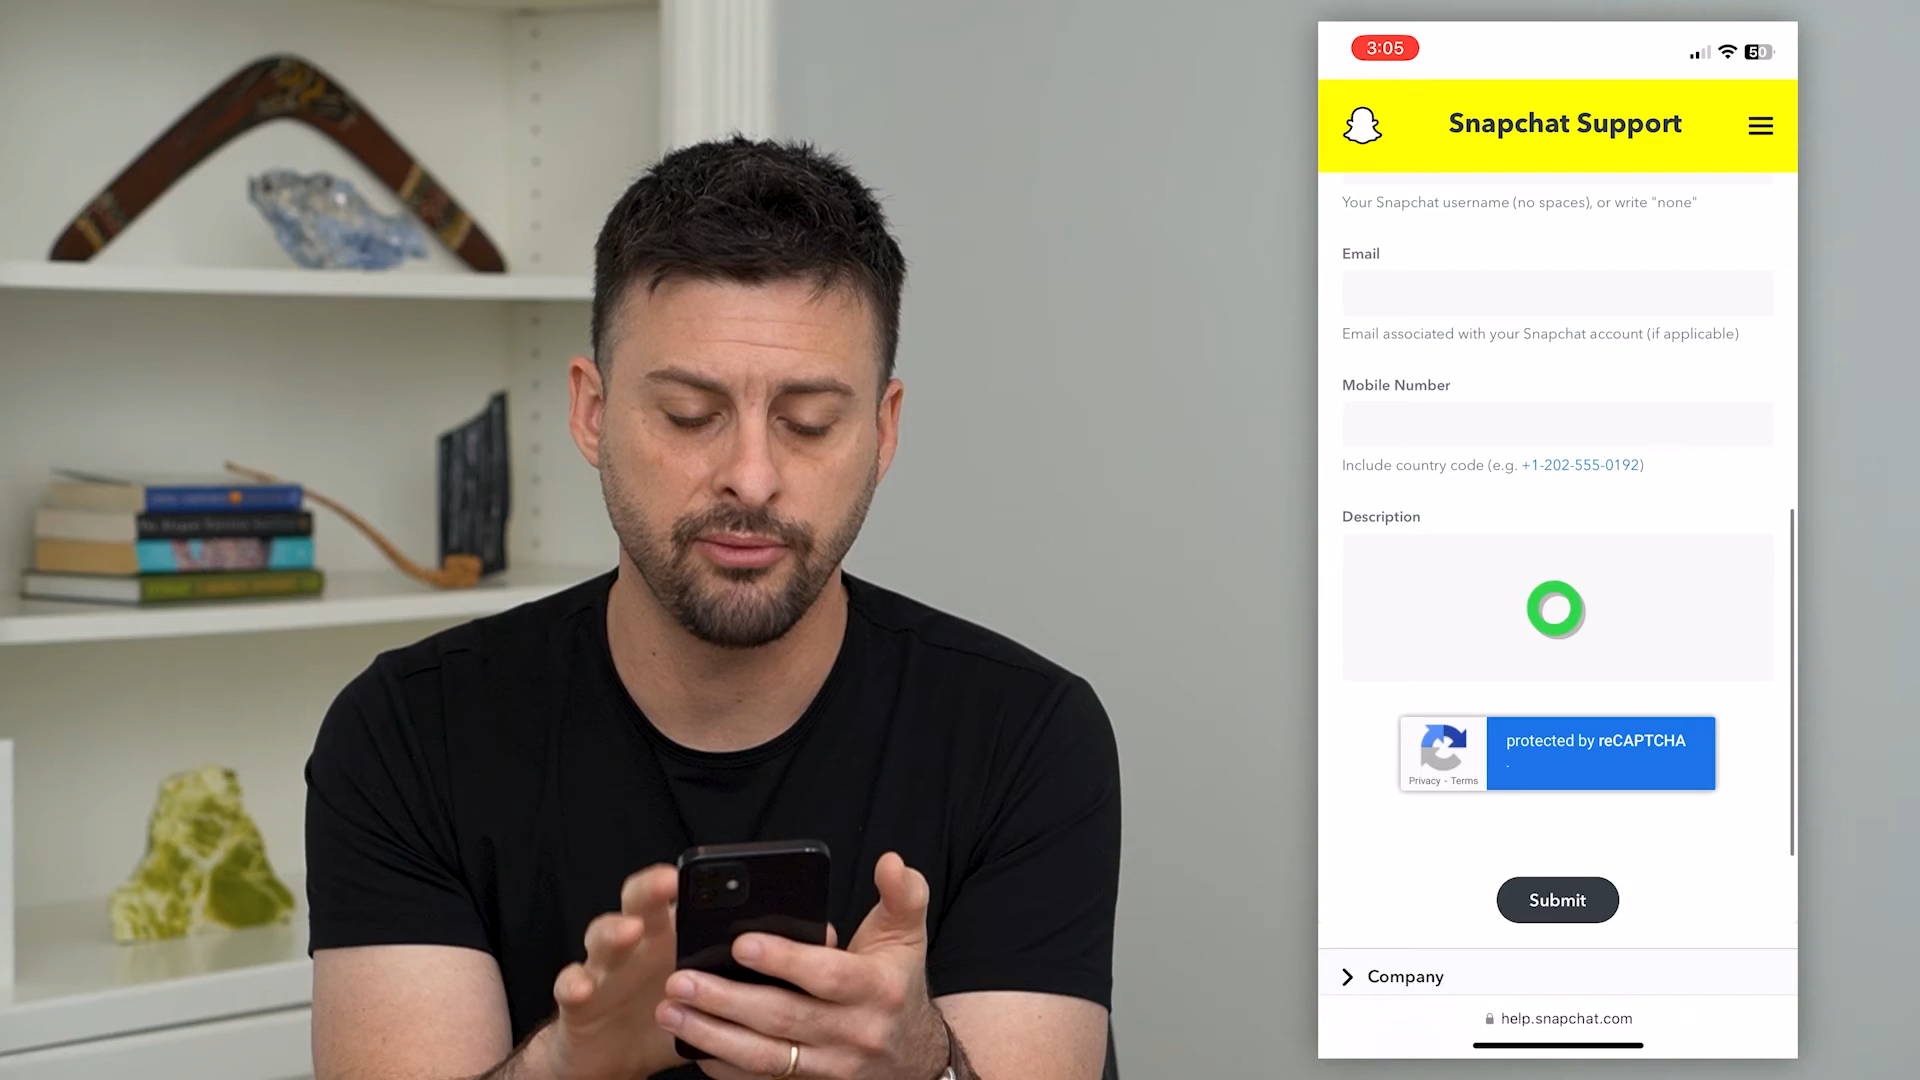 3:05
50
Snapchat Support
Your Snapchat username (no spaces), or write "none"
Email
Email associated with your Snapchat account (if applicable)
Mobile Number
Include country code (e.g. +1-202-555-0192)
Description
protected by reCAPTCHA
Privacy - Terms
Submit
Company
help.snapchat.com